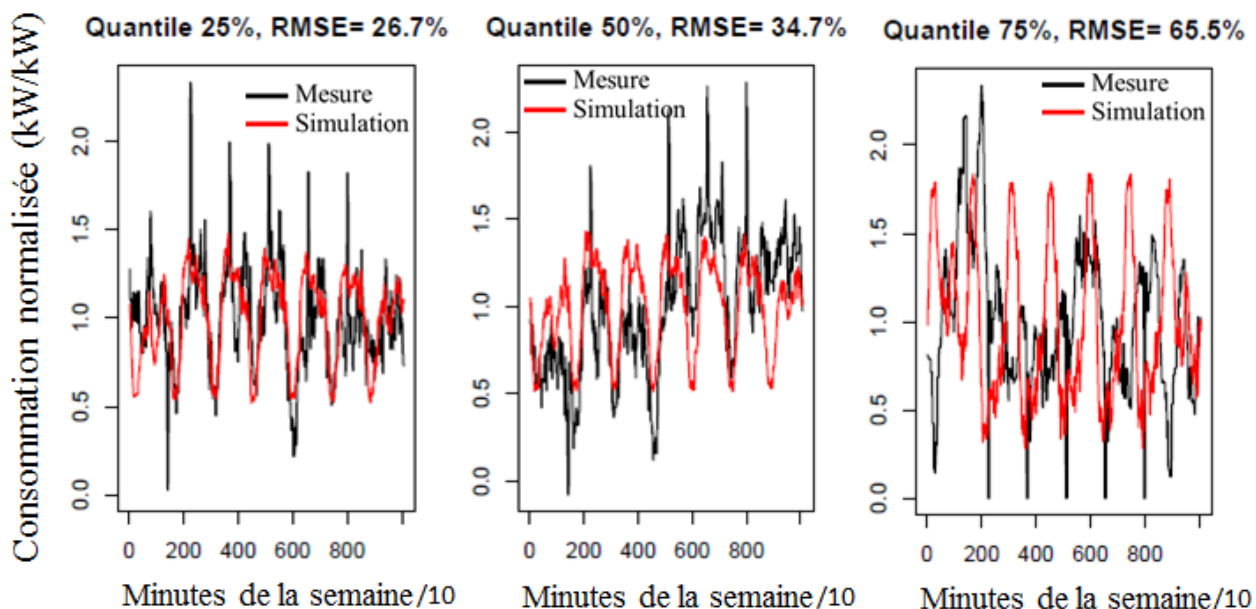 Consommation normalisée (kW/kW)
Quantile 25%, RMSE= 26.7%
Mesure
Simulation
2.0
1.5
1.0
0.5
0.0
0 200 400 600 800
Minutes de la semaine/10
Quantile 50%, RMSE= 34.7%
Mesure
Simulation
2.0
1.5
1.0
0.5
0.0
0 200 400 600 800
Minutes de la semaine/10
Quantile 75%, RMSE= 65.5%
Mesure
Simulation
2.0
1.5
1.0
0.5
0.0
0 200 400 600 800
Minutes de la semaine/10